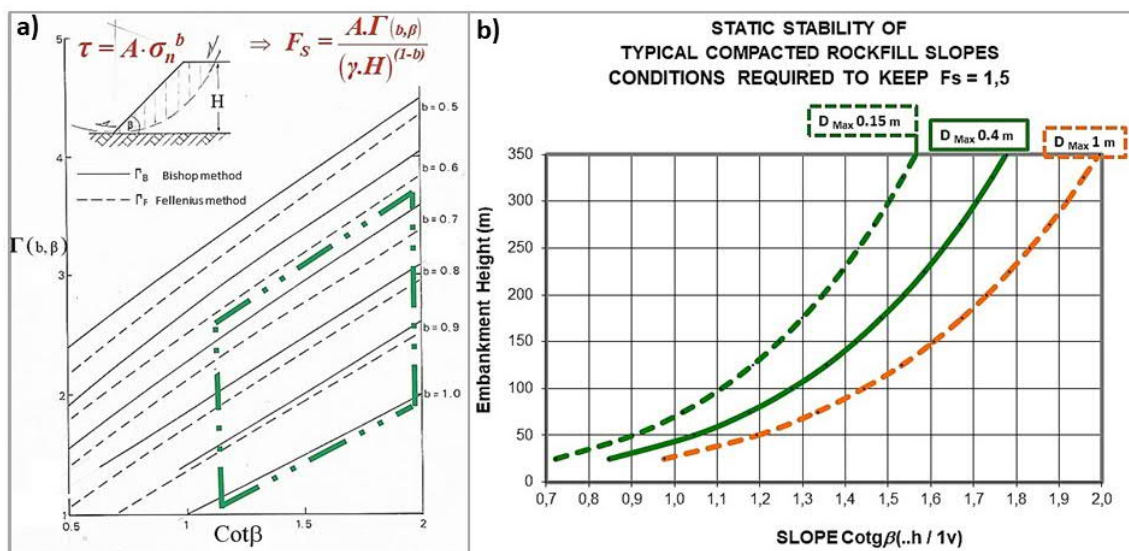 a)
τ = A·σₙᵇ ⇒ Fₛ = A.Γ(b,β) / (γ.H)^(1-b)
5
4
3
2
1
Γ(b,β)
H
β
Γ_B Bishop method
Γ_F Fellenius method
b = 0.5
b = 0.6
b = 0.7
b = 0.8
b = 0.9
b = 1.0
0.5
1
1.5
2
Cotβ
b)
STATIC STABILITY OF
TYPICAL COMPACTED ROCKFILL SLOPES
CONDITIONS REQUIRED TO KEEP Fs = 1,5
D Max 0.15 m
D Max 0.4 m
D Max 1 m
350
300
250
200
150
100
50
0
Embankment Height (m)
0,7 0,8 0,9 1,0 1,1 1,2 1,3 1,4 1,5 1,6 1,7 1,8 1,9 2,0
SLOPE Cotgβ(..h / 1v)